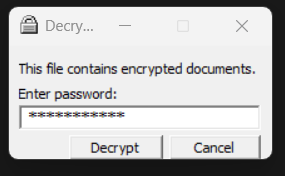 Decry...
This file contains encrypted documents.
Enter password:
***********
Decrypt Cancel